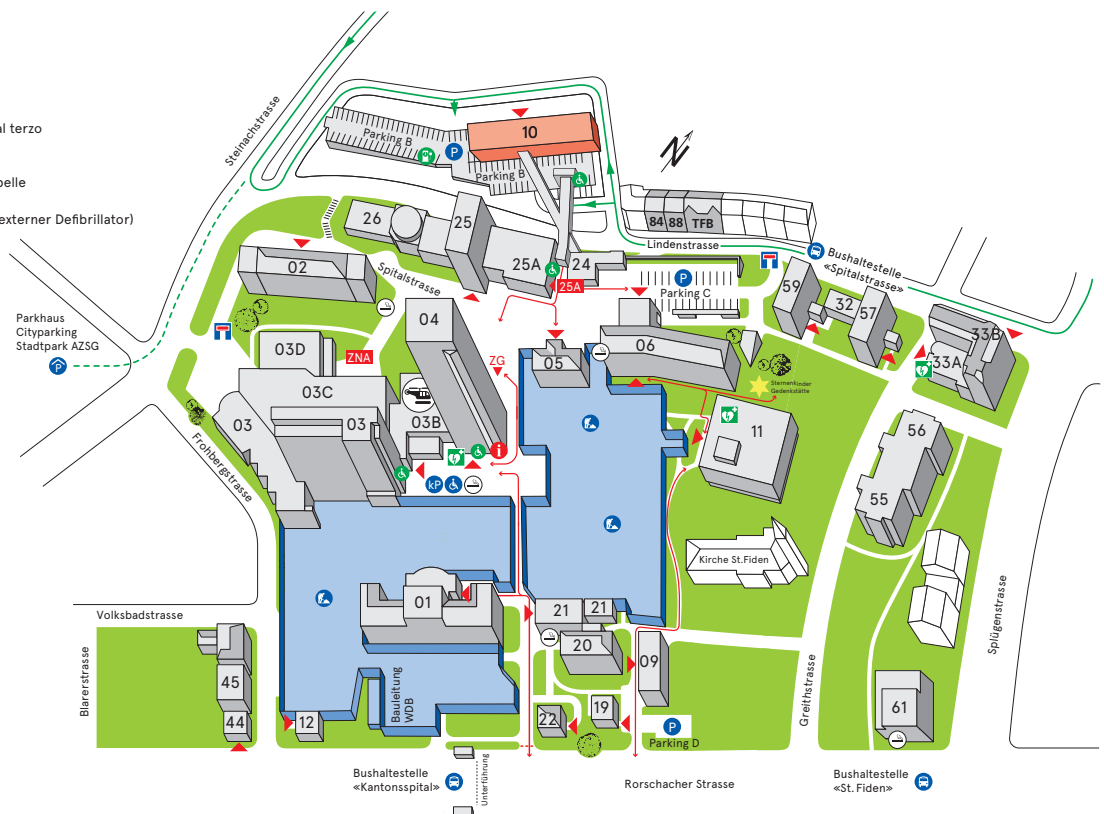 al terzo
pelle
externer Defibrillator)
Steinachstrasse
Parking B
P
10
Parking B
N
84
88
TFB
Lindenstrasse
Bushaltestelle
«Spitalstrasse»
26
25
25A
24
25A
P
Parking C
02
Spitalstrasse
59
32
57
33B
33A
Parkhaus
Cityparking
Stadtpark AZSG
P
04
03D
ZNA
ZG
05
06
Sternenkinder
Gedenkstätte
03C
03
03
03B
i
kP
11
56
55
Frohbergstrasse
Kirche St.Fiden
Volksbadstrasse
01
21
21
20
09
Blarerstrasse
45
44
12
Bauleitung
WDB
22
19
P
Parking D
Greithstrasse
Splügenstrasse
61
Bushaltestelle
«Kantonsspital»
Unterführung
Rorschacher Strasse
Bushaltestelle
«St. Fiden»